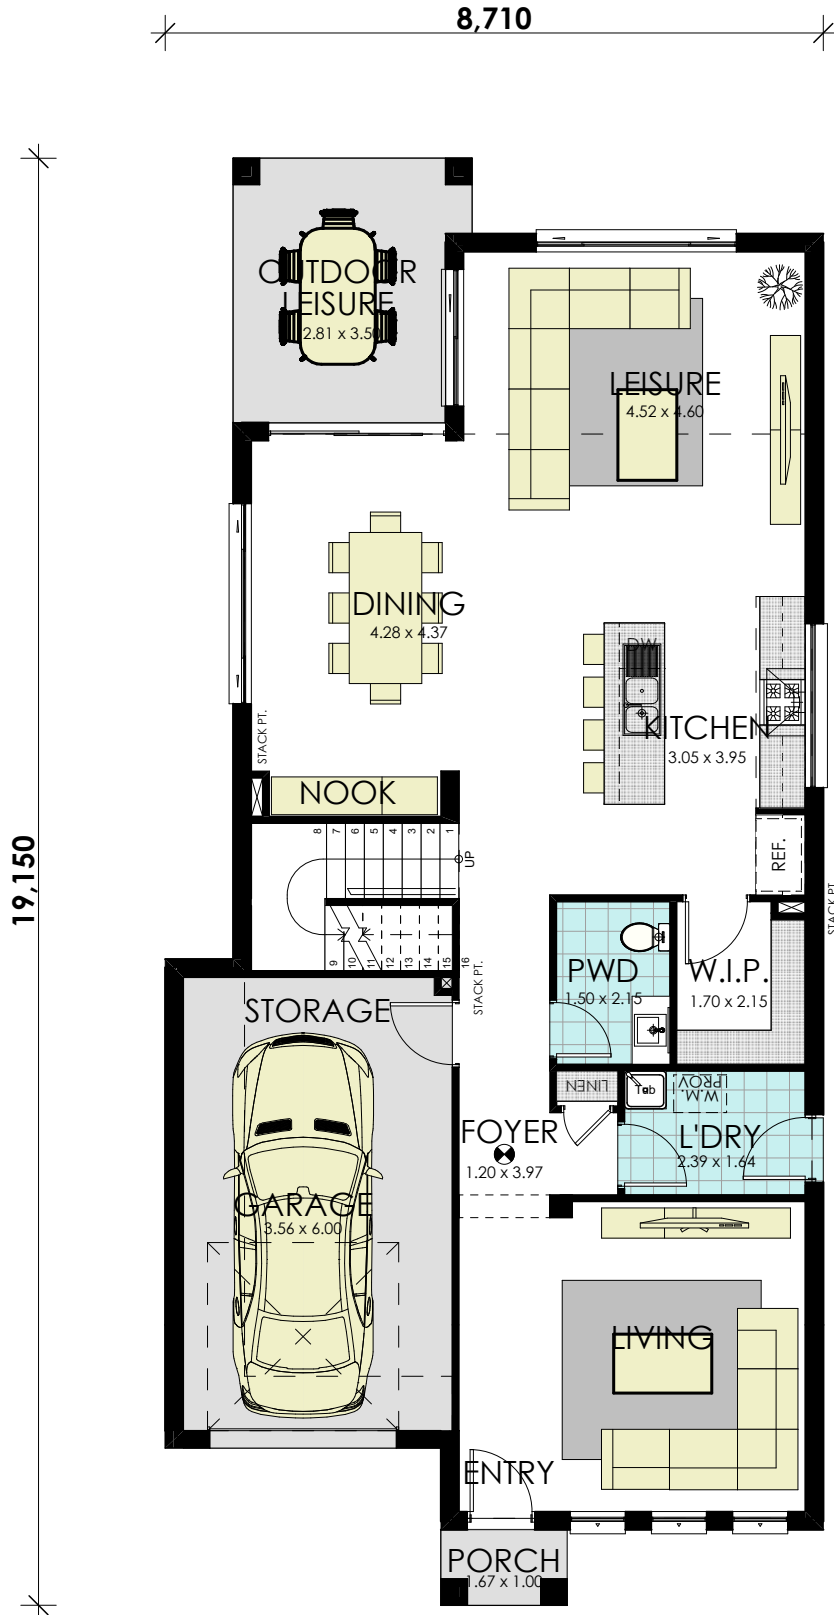 8,710
19,150
OUTDOOR
LEISURE
2.81 x 3.50
LEISURE
4.52 x 4.60
DINING
4.28 x 4.37
DW
KITCHEN
3.05 x 3.95
STACK PT.
NOOK
REF.
8 7 6 5 4 3 2 1
UP
STACK PT.
9 10 11 12 13 14 15 16
STACK PT.
PWD
1.50 x 2.15
W.I.P.
1.70 x 2.15
STORAGE
LINEN
Tub
W.M.
PROV
FOYER
1.20 x 3.97
L'DRY
2.39 x 1.64
GARAGE
3.56 x 6.00
LIVING
ENTRY
PORCH
1.67 x 1.00